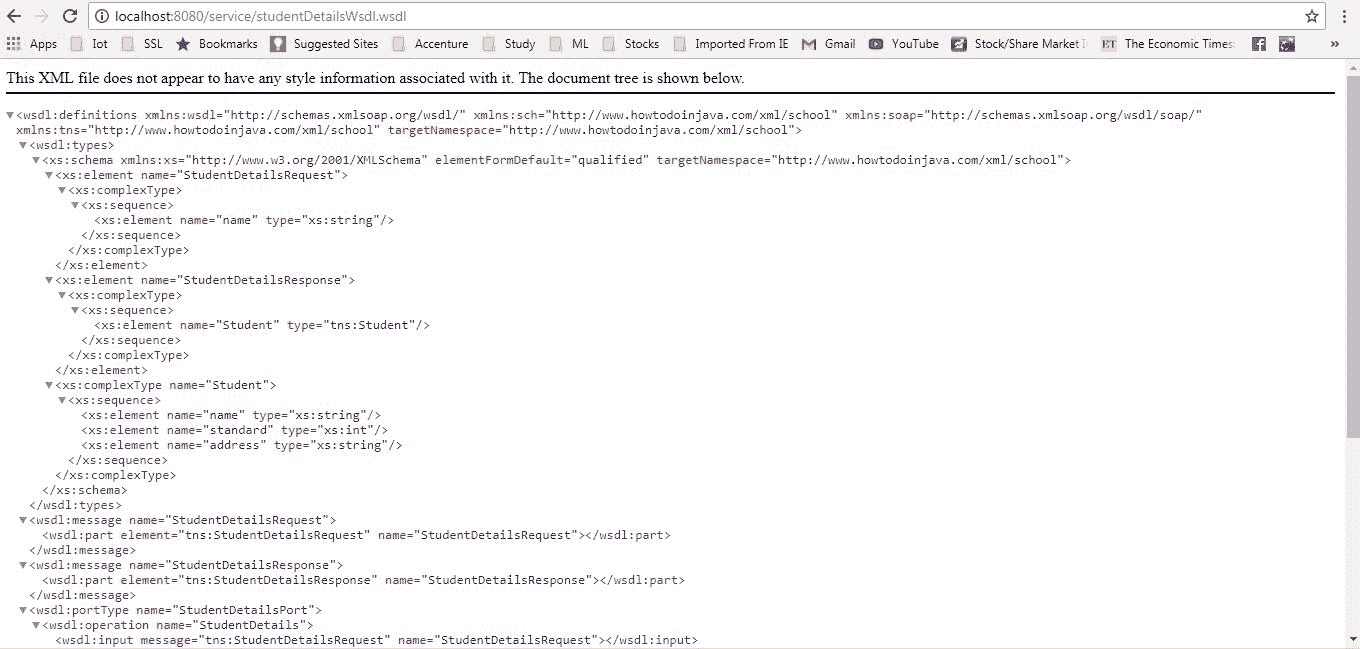 localhost:8080/service/studentDetailsWsdl.wsdl
Apps Iot SSL Bookmarks Suggested Sites Accenture Study ML Stocks Imported From IE Gmail YouTube Stock/Share Market ET The Economic Times: »
This XML file does not appear to have any style information associated with it. The document tree is shown below.
▼<wsdl:definitions xmlns:wsdl="http://schemas.xmlsoap.org/wsdl/" xmlns:sch="http://www.howtodoinjava.com/xml/school" xmlns:soap="http://schemas.xmlsoap.org/wsdl/soap/"
xmlns:tns="http://www.howtodoinjava.com/xml/school" targetNamespace="http://www.howtodoinjava.com/xml/school">
▼<wsdl:types>
▼<xs:schema xmlns:xs="http://www.w3.org/2001/XMLSchema" elementFormDefault="qualified" targetNamespace="http://www.howtodoinjava.com/xml/school">
▼<xs:element name="StudentDetailsRequest">
▼<xs:complexType>
▼<xs:sequence>
<xs:element name="name" type="xs:string"/>
</xs:sequence>
</xs:complexType>
</xs:element>
▼<xs:element name="StudentDetailsResponse">
▼<xs:complexType>
▼<xs:sequence>
<xs:element name="Student" type="tns:Student"/>
</xs:sequence>
</xs:complexType>
</xs:element>
▼<xs:complexType name="Student">
▼<xs:sequence>
<xs:element name="name" type="xs:string"/>
<xs:element name="standard" type="xs:int"/>
<xs:element name="address" type="xs:string"/>
</xs:sequence>
</xs:complexType>
</xs:schema>
</wsdl:types>
▼<wsdl:message name="StudentDetailsRequest">
<wsdl:part element="tns:StudentDetailsRequest" name="StudentDetailsRequest"></wsdl:part>
</wsdl:message>
▼<wsdl:message name="StudentDetailsResponse">
<wsdl:part element="tns:StudentDetailsResponse" name="StudentDetailsResponse"></wsdl:part>
</wsdl:message>
▼<wsdl:portType name="StudentDetailsPort">
▼<wsdl:operation name="StudentDetails">
<wsdl:input message="tns:StudentDetailsRequest" name="StudentDetailsRequest"></wsdl:input>